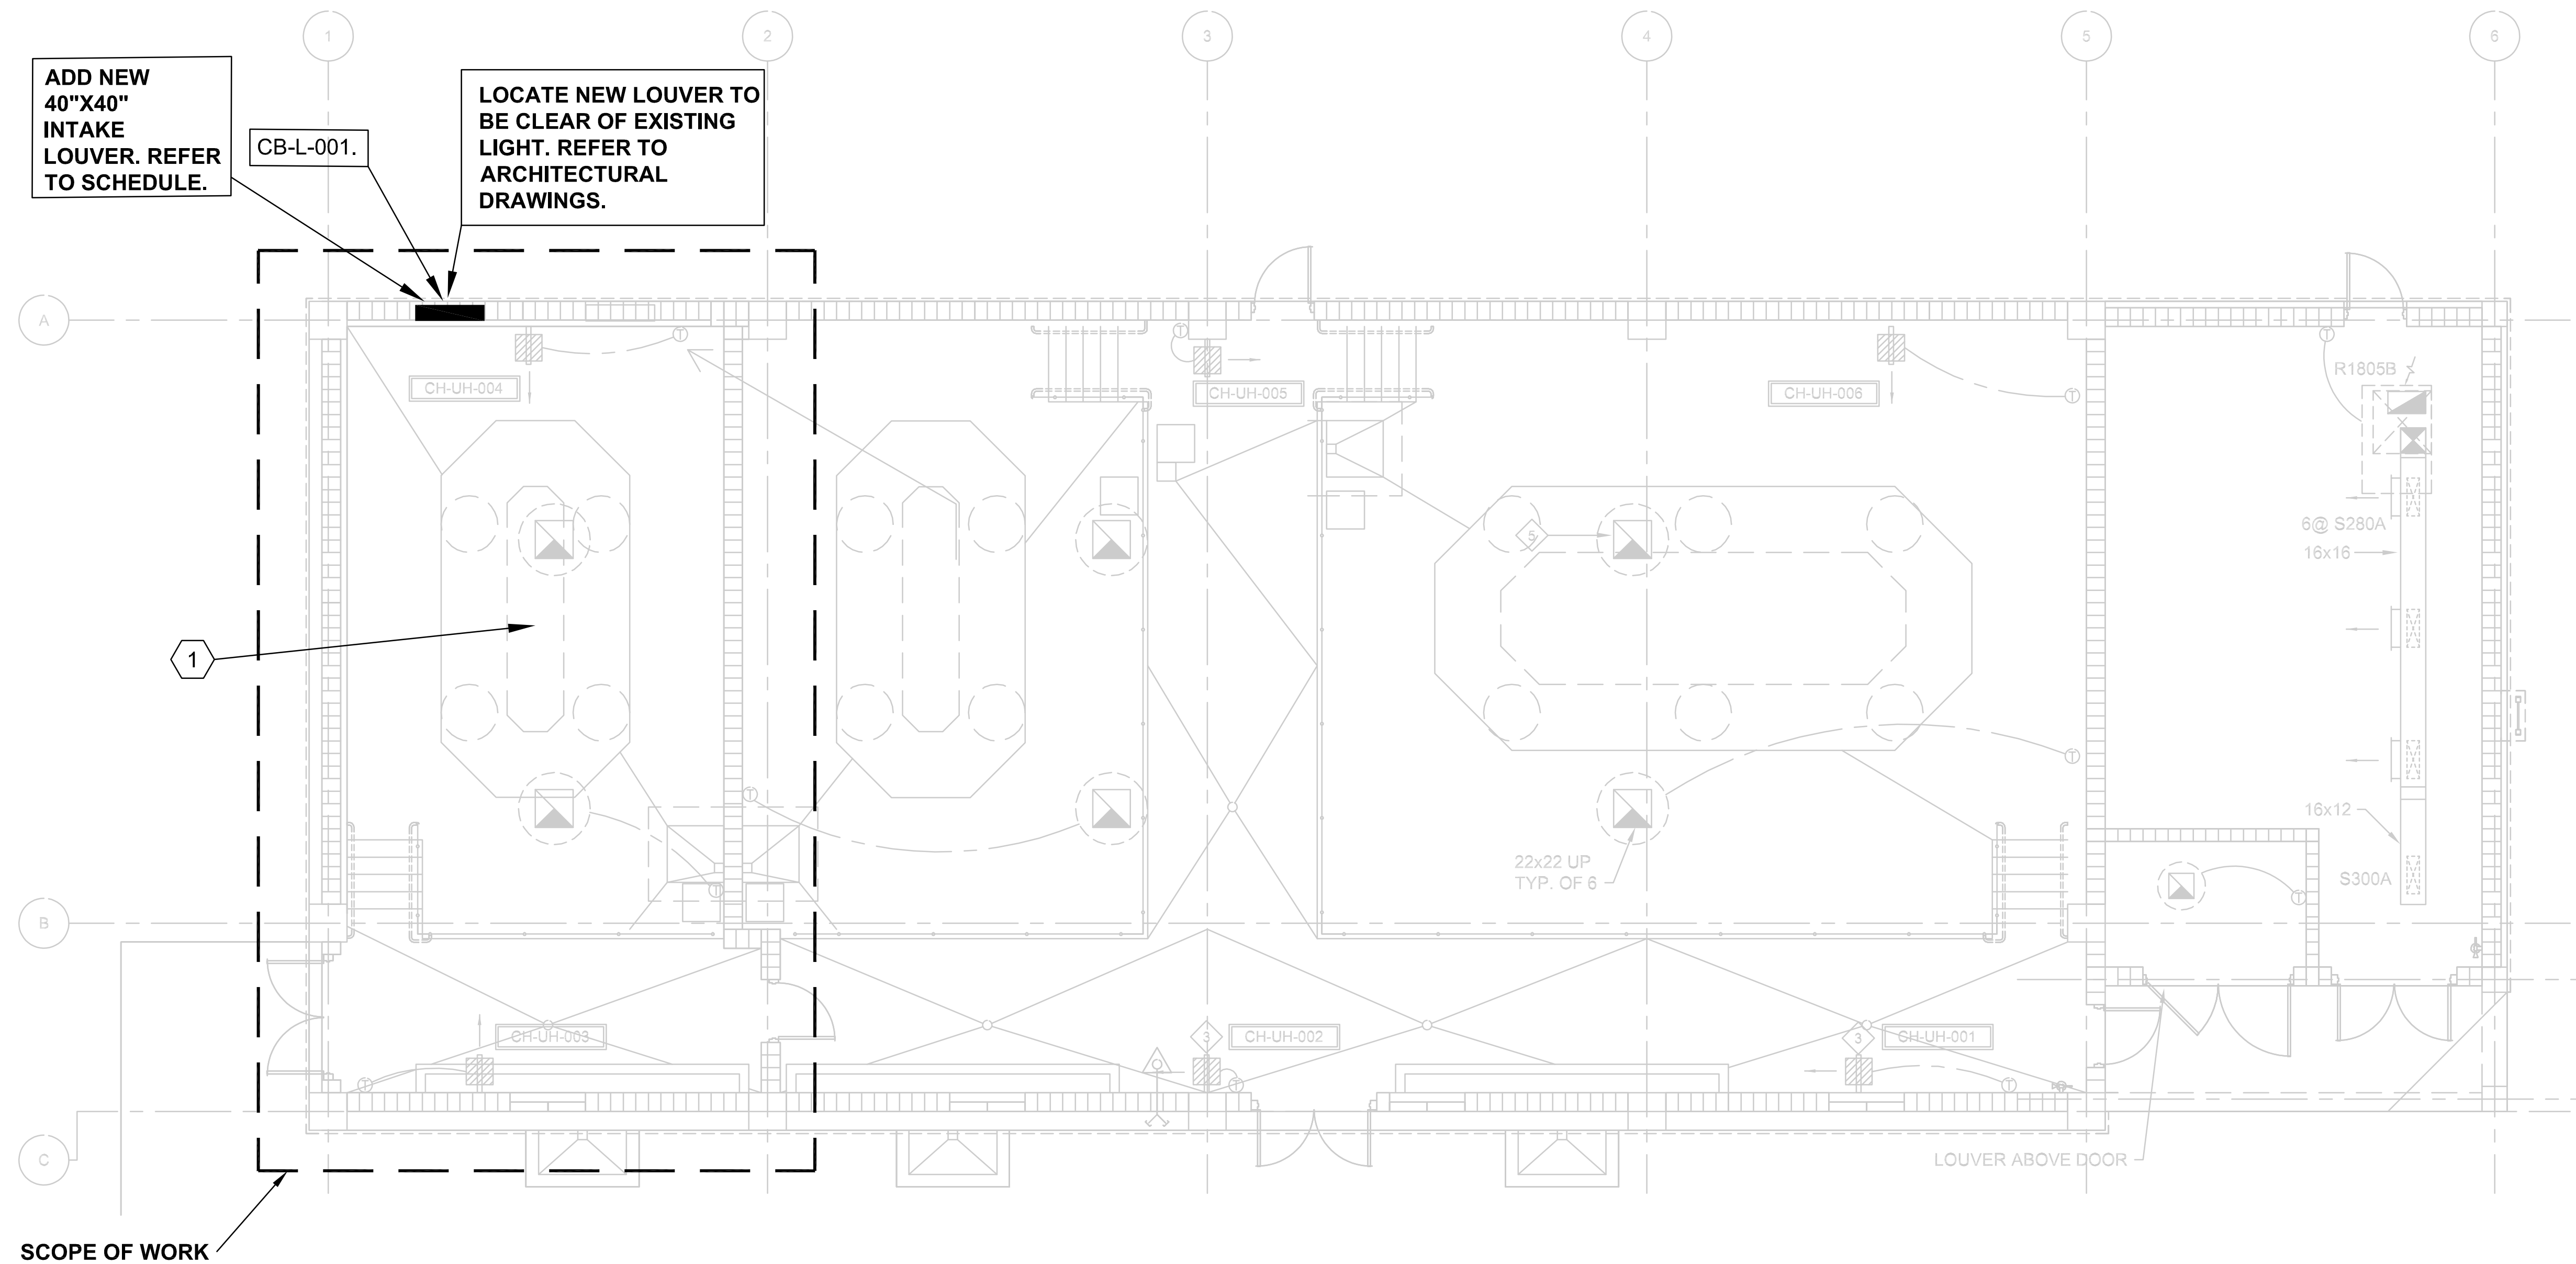 1
2
3
4
5
6
ADD NEW
40"X40"
INTAKE
LOUVER. REFER
TO SCHEDULE.
CB-L-001.
LOCATE NEW LOUVER TO
BE CLEAR OF EXISTING
LIGHT. REFER TO
ARCHITECTURAL
DRAWINGS.
A
T
T
T
CH-UH-004
CH-UH-005
CH-UH-006
T
R1805B
5
6@ S280A
16x16
1
T
T
16x12
22x22 UP
TYP. OF 6
S300A
T
T
B
CH-UH-003
3
CH-UH-002
3
CH-UH-001
T
T
T
C
LOUVER ABOVE DOOR
SCOPE OF WORK